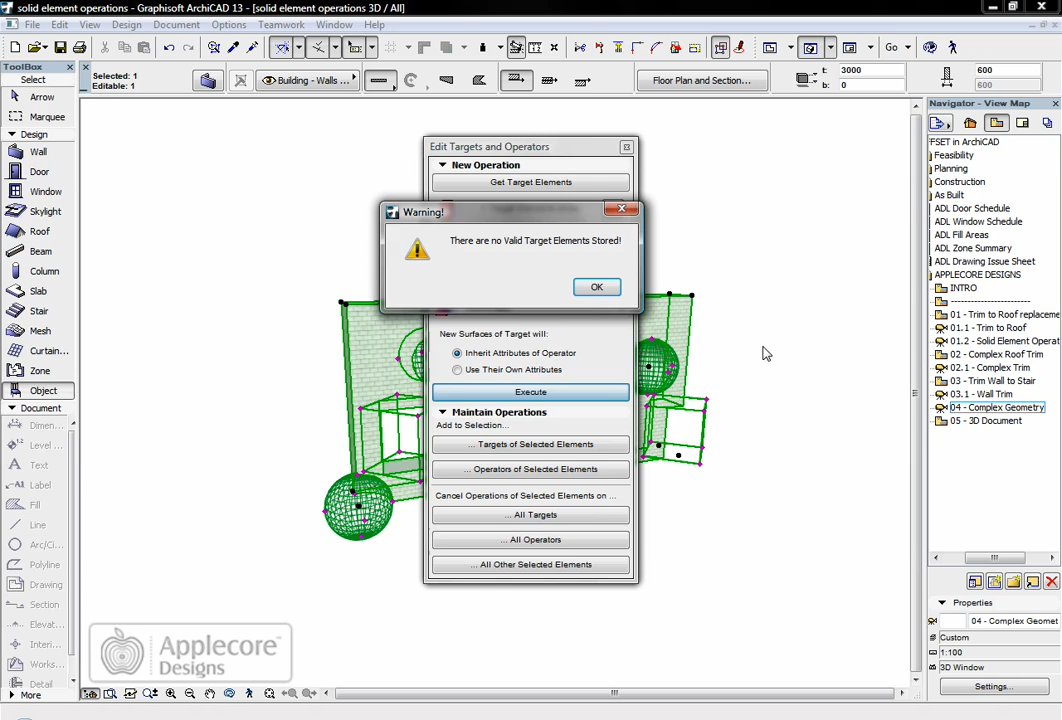 solid element operations - Graphisoft ArchiCAD 13 - [solid element operations 3D / All]
File Edit View Design Document Options Teamwork Window Help
Go
ToolBox
Select
Arrow
Marquee
Design
Wall
Door
Window
Skylight
Roof
Beam
Column
Slab
Stair
Mesh
Curtain...
Zone
Object
Document
Dimen...
Level ...
Text
Label
Fill
Line
Arc/Ci...
Polyline
Drawing
Section
Elevat...
Interi...
Works...
Detail
More
Selected: 1
Editable: 1
Building - Walls ...
Floor Plan and Section...
t: 3000
b: 0
600
600
Edit Targets and Operators
New Operation
Get Target Elements
Warning!
There are no Valid Target Elements Stored!
OK
New Surfaces of Target will:
Inherit Attributes of Operator
Use Their Own Attributes
Execute
Maintain Operations
Add to Selection...
... Targets of Selected Elements
... Operators of Selected Elements
Cancel Operations of Selected Elements on ...
... All Targets
... All Operators
... All Other Selected Elements
Applecore
Designs
Navigator - View Map
FSET in ArchiCAD
Feasibility
Planning
Construction
As Built
ADL Door Schedule
ADL Window Schedule
ADL Fill Areas
ADL Zone Summary
ADL Drawing Issue Sheet
APPLECORE DESIGNS
INTRO
------------------------
01 - Trim to Roof replaceme
01.1 - Trim to Roof
01.2 - Solid Element Operat
02 - Complex Roof Trim
02.1 - Complex Trim
03 - Trim Wall to Stair
03.1 - Wall Trim
04 - Complex Geometry
05 - 3D Document
Properties
04 - Complex Geomet
Custom
1:100
3D Window
Settings...